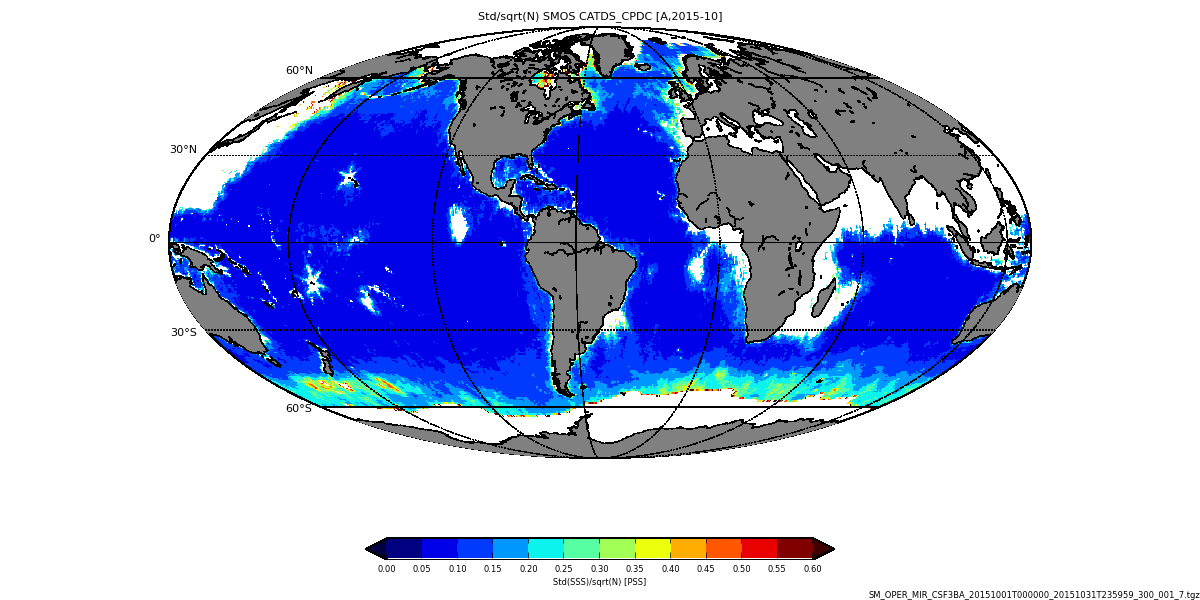 Std/sqrt(N) SMOS CATDS_CPDC [A,2015-10]
60°N
30°N
0°
30°S
60°S
0.00 0.05 0.10 0.15 0.20 0.25 0.30 0.35 0.40 0.45 0.50 0.55 0.60
Std(SSS)/sqrt(N) [PSS]
SM_OPER_MIR_CSF3BA_20151001T000000_20151031T235959_300_001_7.tgz